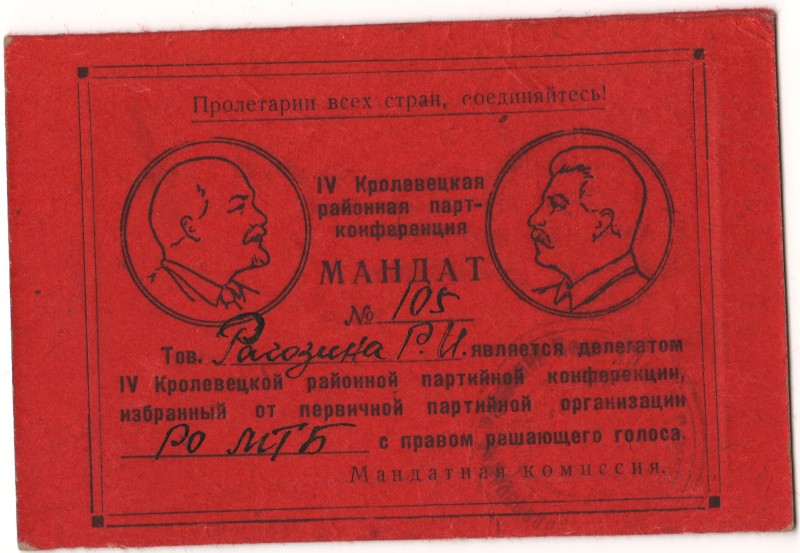 Пролетарии всех стран, соединяйтесь!
IV Кролевецкая
районная парт-
конференция
МАНДАТ
№ 105
Тов. Рагозина Р. И. является делегатом
IV Кролевецкой районной партийной конференции,
избранный от первичной партийной организации
РО МТБ с правом решающего голоса.
Мандатная комиссия.